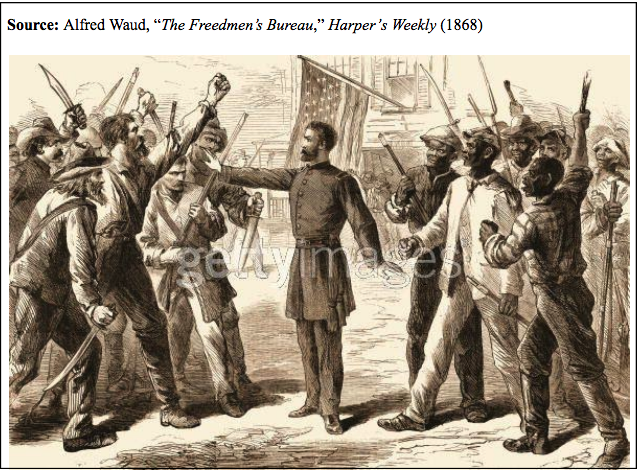 Source: Alfred Waud, “The Freedmen’s Bureau,” Harper’s Weekly (1868)
gettyimages